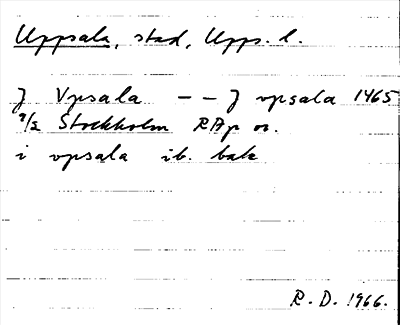 Uppsala, stad, Upps. l.
J Vpsala — — J vpsala 1465
9/2 Stockholm RAp or.
i vpsala ib. bak
R. D. 1966.